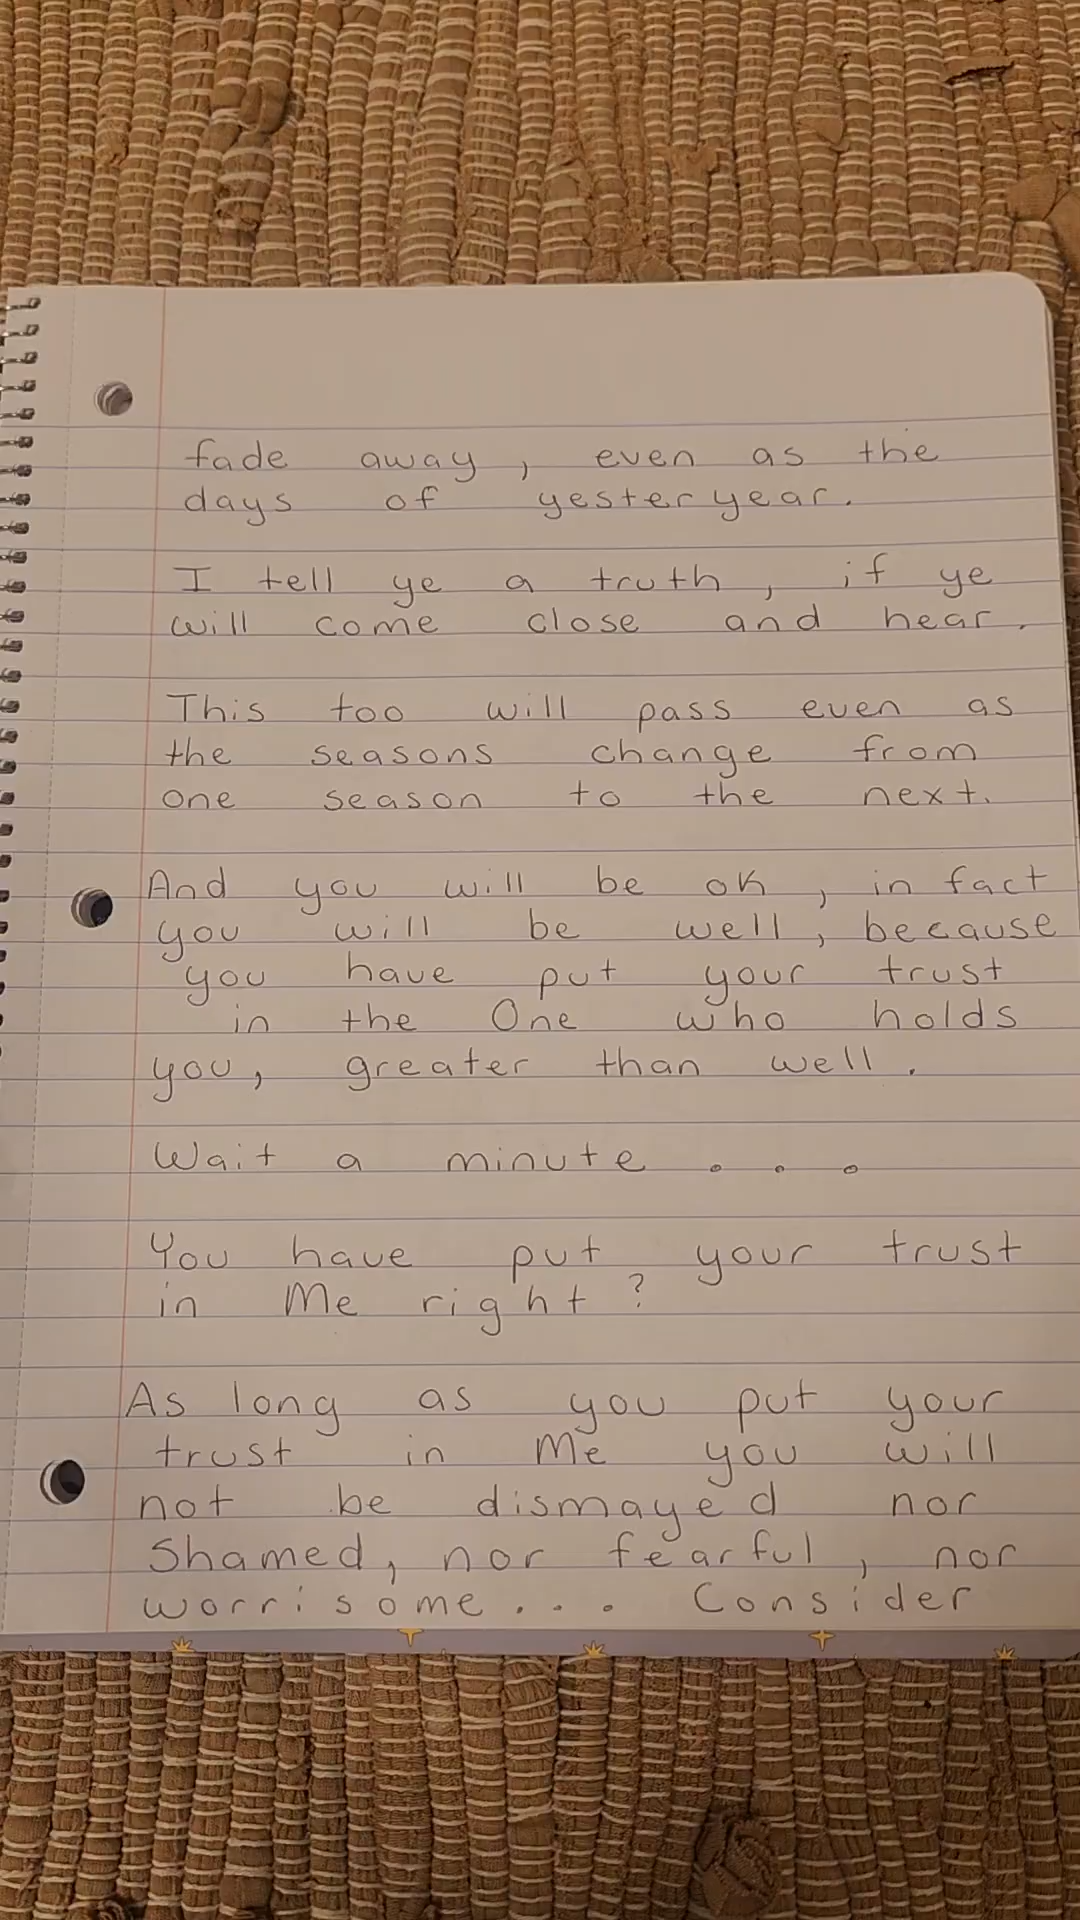 fade away, even as the
days of yesteryear.
I tell ye a truth, if ye
will come close and hear.
This too will pass even as
the seasons change from
one season to the next.
And you will be ok, in fact
you will be well, because
you have put your trust
in the One who holds
you, greater than well.
Wait a minute...
You have put your trust
in Me right?
As long as you put your
trust in Me you will
not be dismayed nor
Shamed, nor fearful, nor
worrisome... Consider